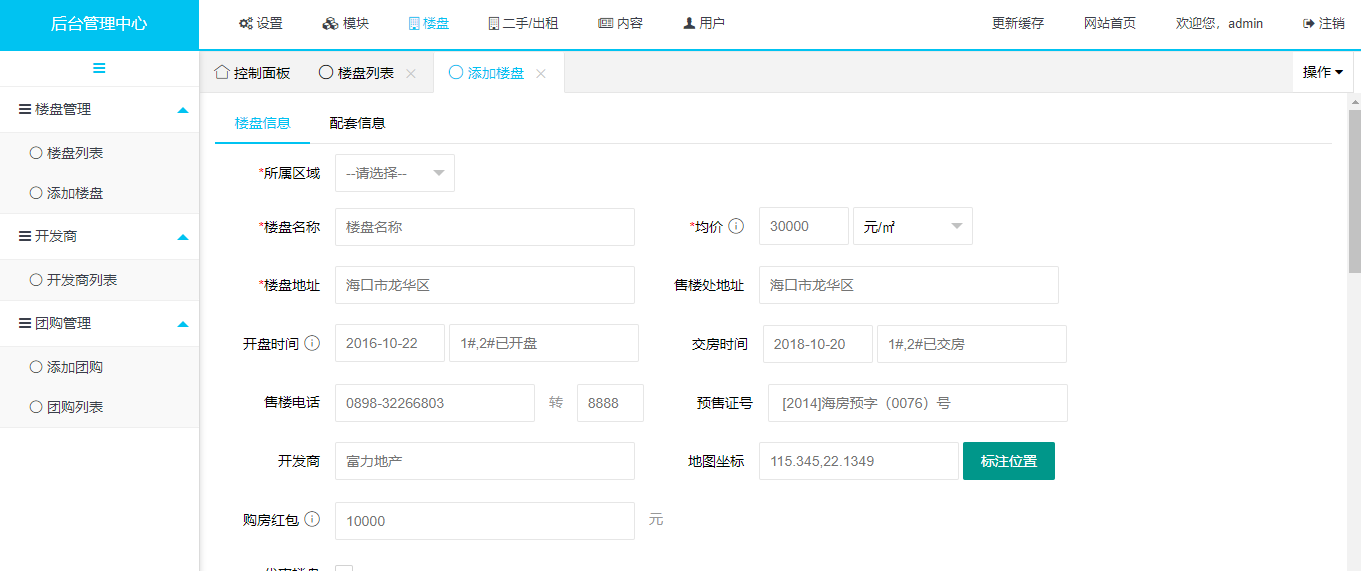 后台管理中心 设置 模块 楼盘 二手/出租 内容 用户 更新缓存 网站首页 欢迎您，admin 注销
控制面板 楼盘列表 添加楼盘 操作
楼盘管理
楼盘列表
添加楼盘
开发商
开发商列表
团购管理
添加团购
团购列表
楼盘信息 配套信息
*所属区域 --请选择--
*楼盘名称 楼盘名称 *均价 30000 元/㎡
*楼盘地址 海口市龙华区 售楼处地址 海口市龙华区
开盘时间 2016-10-22 1#,2#已开盘 交房时间 2018-10-20 1#,2#已交房
售楼电话 0898-32266803 转 8888 预售证号 [2014]海房预字（0076）号
开发商 富力地产 地图坐标 115.345,22.1349 标注位置
购房红包 10000 元